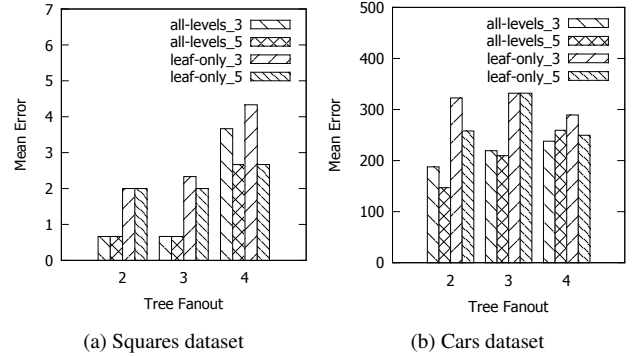 7
6
5
4
3
2
1
0
Mean Error
all-levels_3
all-levels_5
leaf-only_3
leaf-only_5
2 3 4
Tree Fanout
(a) Squares dataset
500
400
300
200
100
0
Mean Error
all-levels_3
all-levels_5
leaf-only_3
leaf-only_5
2 3 4
Tree Fanout
(b) Cars dataset